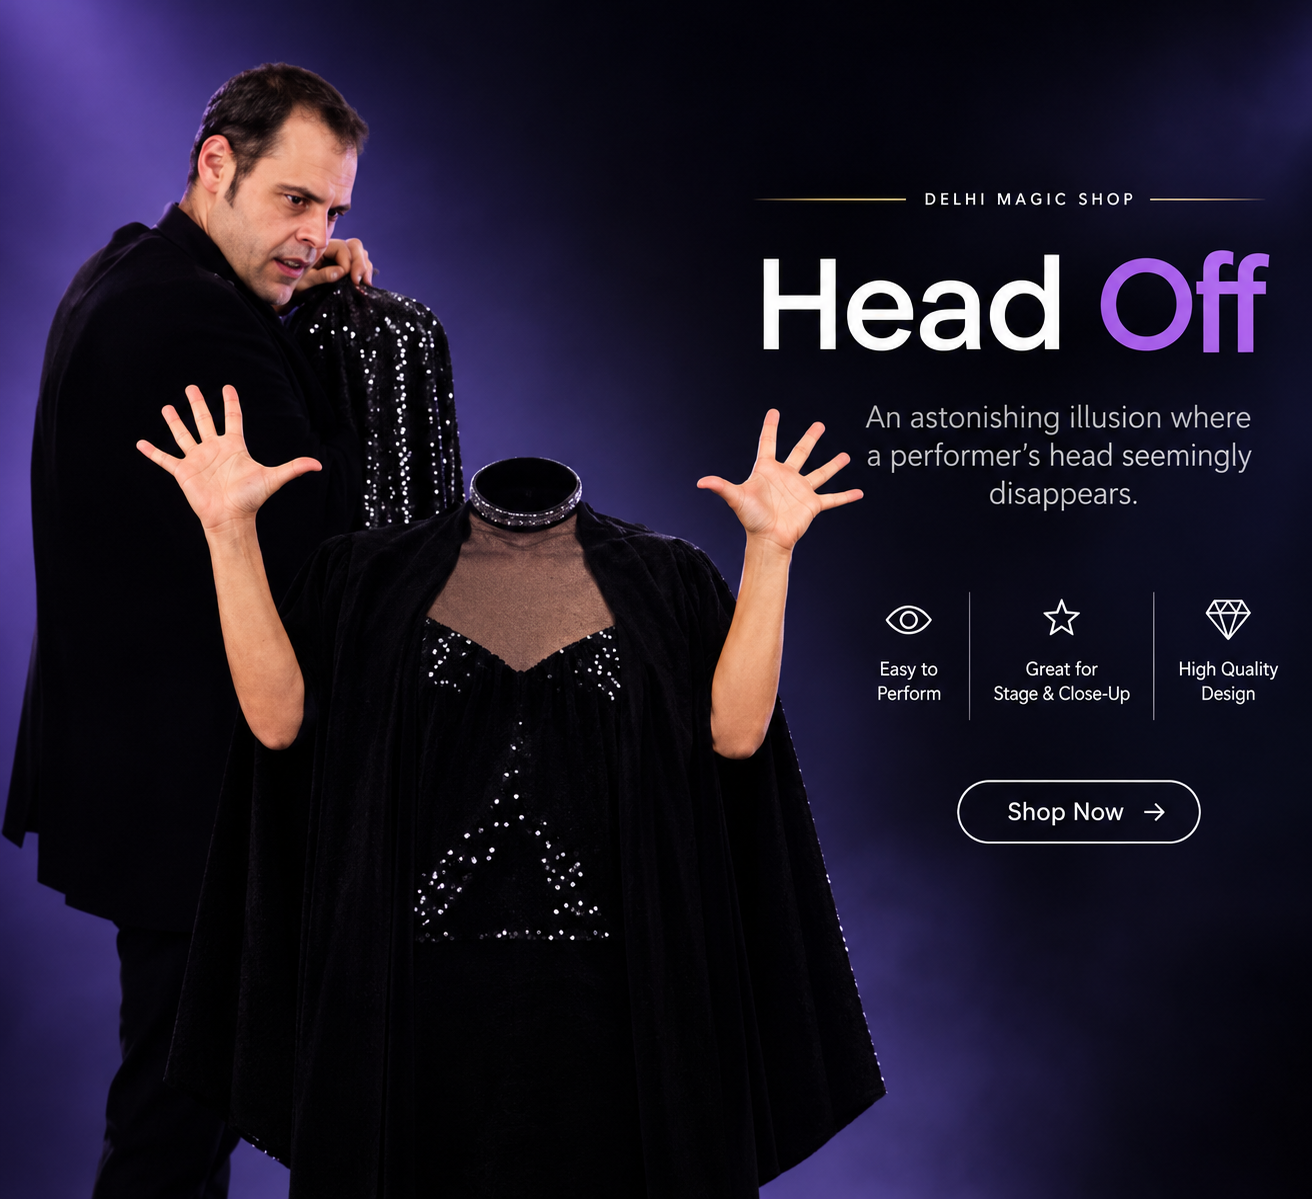 DELHI MAGIC SHOP
Head Off
An astonishing illusion where
a performer’s head seemingly
disappears.
Easy to
Perform
Great for
Stage & Close-Up
High Quality
Design
Shop Now →